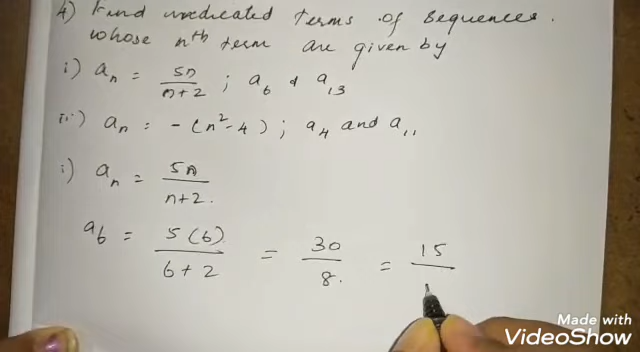 4) Find indicated terms of sequences.
whose nth term are given by
i) aₙ = 5n/n+2 ; a₆ & a₁₃
ii) aₙ = -(n²-4) ; a₄ and a₁₁
i) aₙ = 5n/n+2.
a₆ = 5(6)/6+2 = 30/8. = 15/
Made with
VideoShow